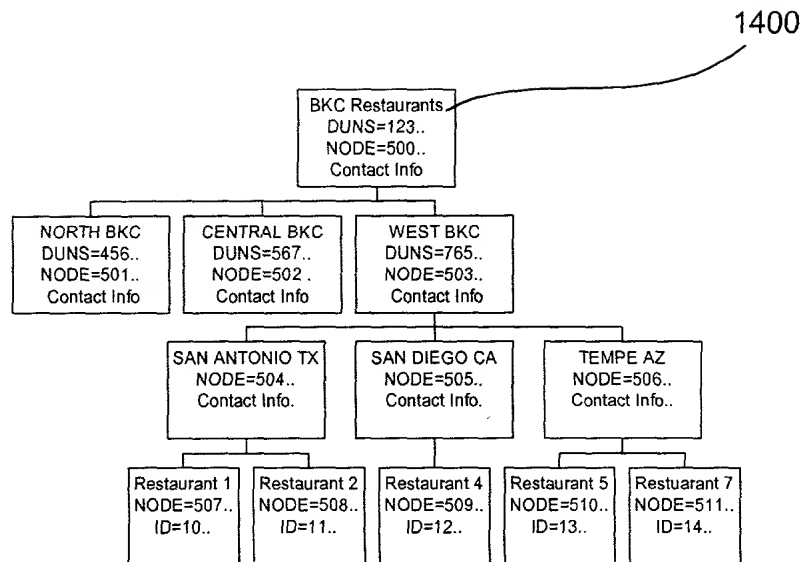 1400
BKC Restaurants
DUNS=123..
NODE=500..
Contact Info
NORTH BKC
DUNS=456..
NODE=501..
Contact Info
CENTRAL BKC
DUNS=567..
NODE=502 .
Contact Info
WEST BKC
DUNS=765..
NODE=503..
Contact Info
SAN ANTONIO TX
NODE=504..
Contact Info.
SAN DIEGO CA
NODE=505..
Contact Info.
TEMPE AZ
NODE=506..
Contact Info..
Restaurant 1
NODE=507..
ID=10..
Restaurant 2
NODE=508..
ID=11..
Restaurant 4
NODE=509..
ID=12..
Restaurant 5
NODE=510..
ID=13..
Restuarant 7
NODE=511..
ID=14..